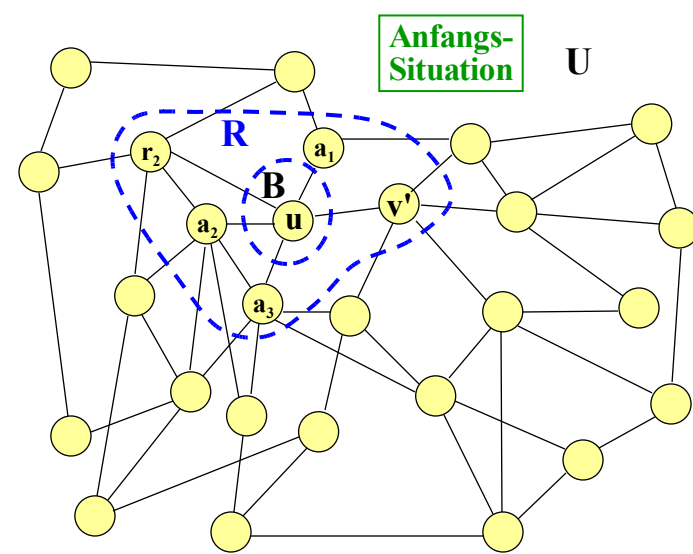 Anfangs-
Situation
U
R
r₂
a₁
B
a₂
u
v'
a₃